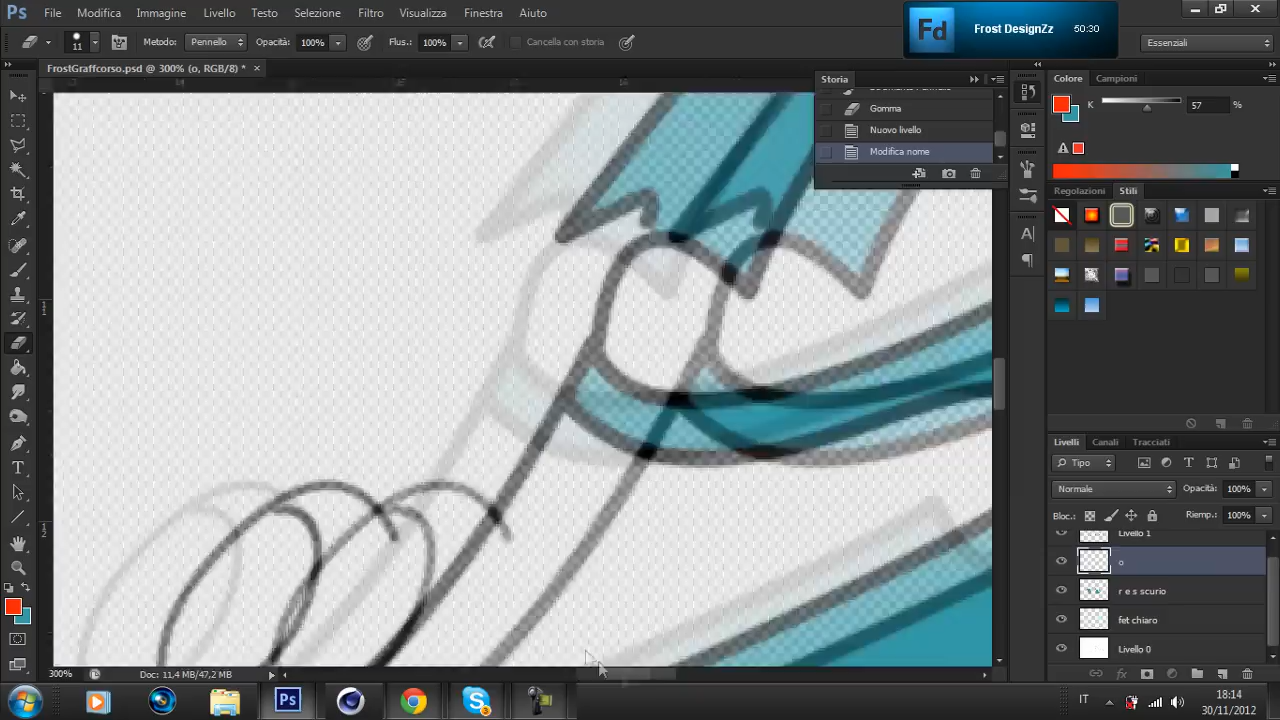 Ps File Modifica Immagine Livello Testo Selezione Filtro Visualizza Finestra Aiuto
Fd Frost DesignZz 50:30
11 Metodo: Pennello Opacità: 100% Flus.: 100% Cancella con storia Essenziali
FrostGraffcorso.psd @ 300% (o, RGB/8) * ×
Storia
Gomma
Nuovo livello
Modifica nome
Colore Campioni
K 57 %
Regolazioni Stili
Livelli Canali Tracciati
Tipo
Normale Opacità: 100%
Bloc.: Riemp.: 100%
Livello 1
o
r e s scurio
fet chiaro
Livello 0
300% Doc: 11,4 MB/47,2 MB
IT 18:14
30/11/2012